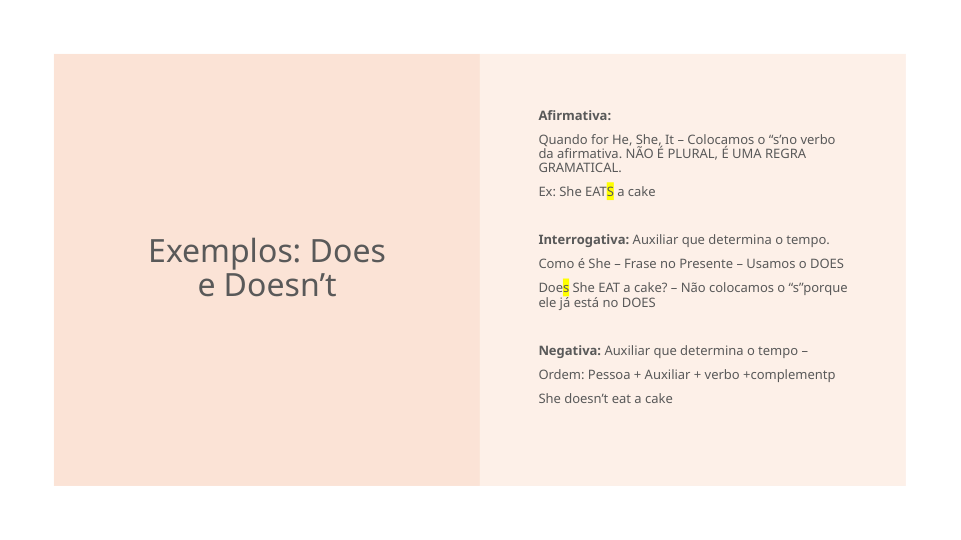 Exemplos: Does
e Doesn’t
Afirmativa:
Quando for He, She, It – Colocamos o “s’no verbo
da afirmativa. NÃO É PLURAL, É UMA REGRA
GRAMATICAL.
Ex: She EATS a cake
Interrogativa: Auxiliar que determina o tempo.
Como é She – Frase no Presente – Usamos o DOES
Does She EAT a cake? – Não colocamos o “s”porque
ele já está no DOES
Negativa: Auxiliar que determina o tempo –
Ordem: Pessoa + Auxiliar + verbo +complementp
She doesn’t eat a cake